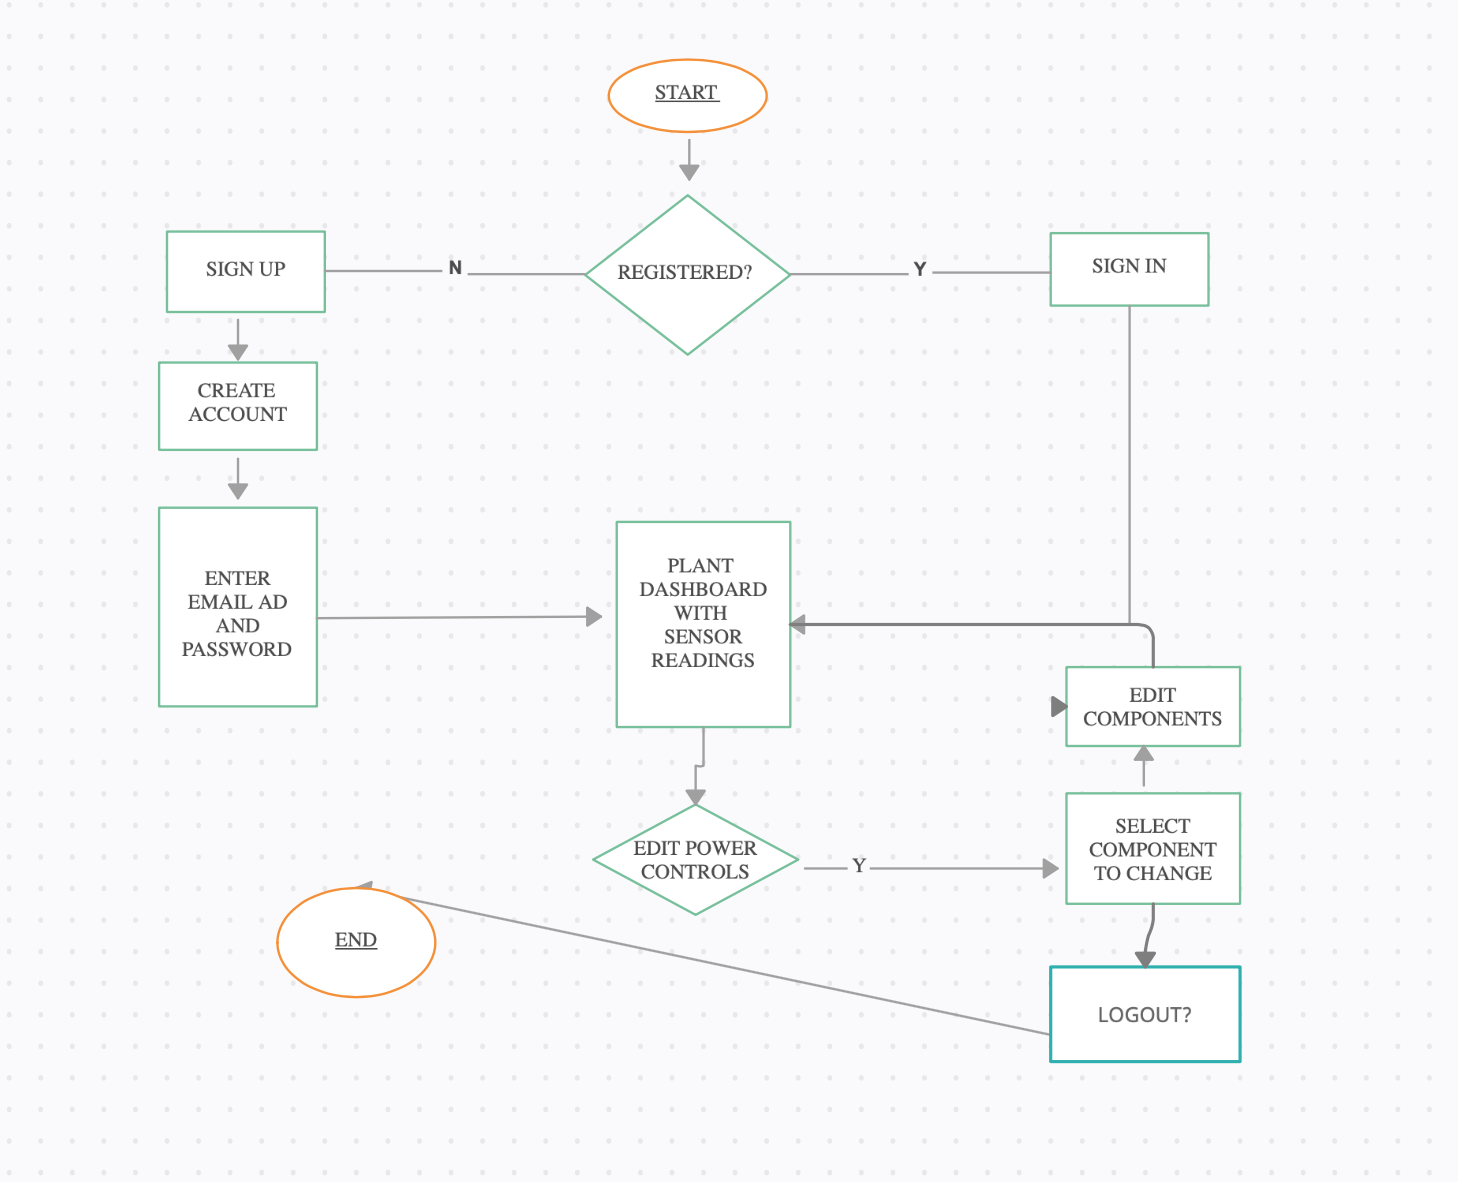 START
SIGN UP
N
REGISTERED?
Y
SIGN IN
CREATE
ACCOUNT
ENTER
EMAIL AD
AND
PASSWORD
PLANT
DASHBOARD
WITH
SENSOR
READINGS
EDIT
COMPONENTS
EDIT POWER
CONTROLS
Y
SELECT
COMPONENT
TO CHANGE
END
LOGOUT?